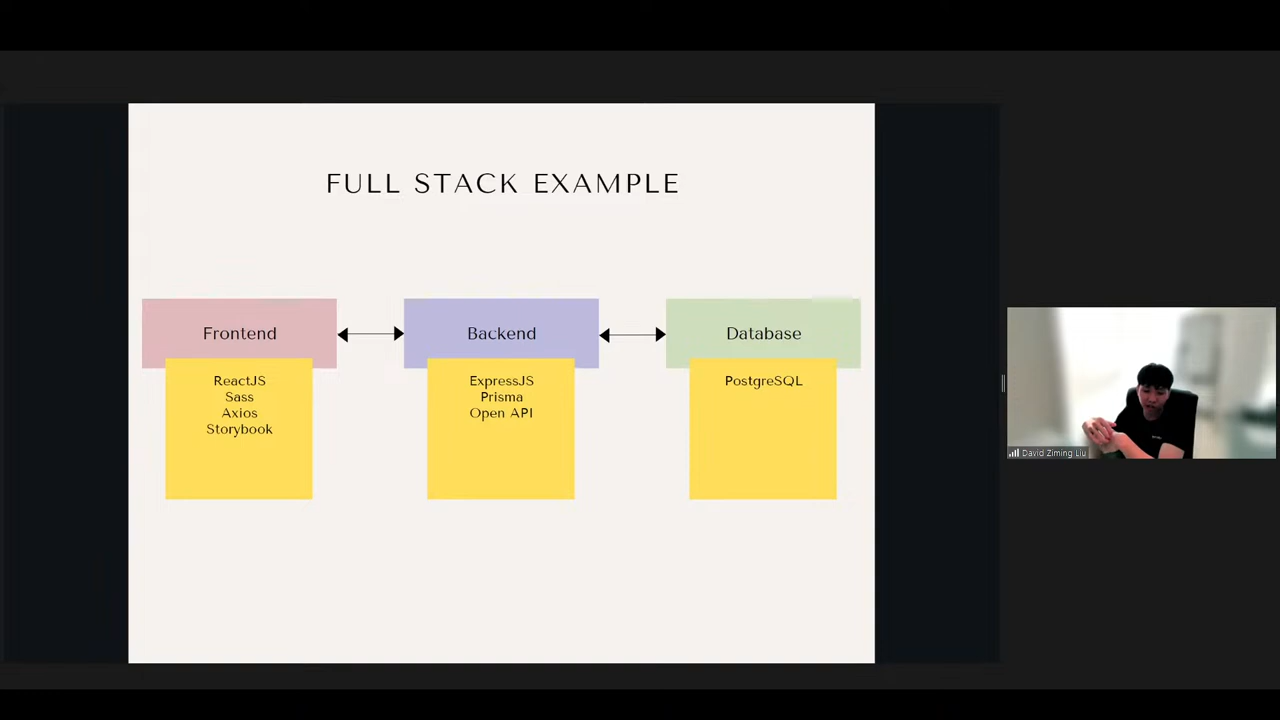 FULL STACK EXAMPLE
Frontend
Backend
Database
ReactJS
Sass
Axios
Storybook
ExpressJS
Prisma
Open API
PostgreSQL
David Ziming Liu